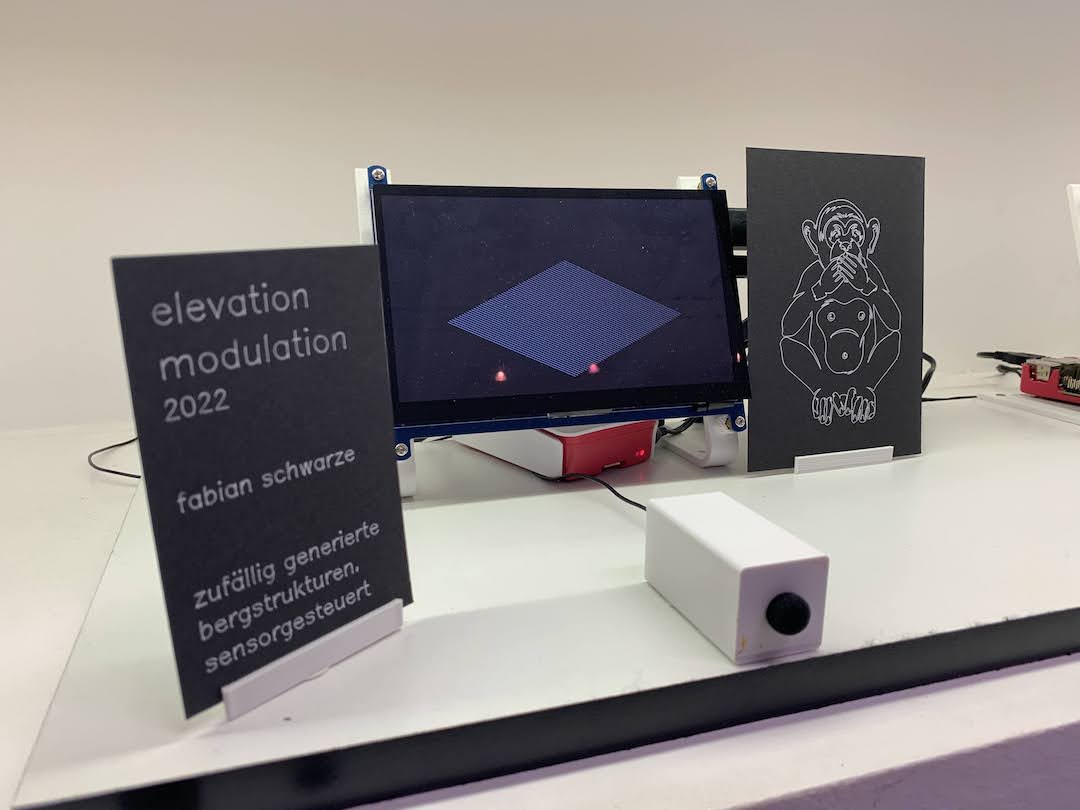 elevation
modulation
2022
fabian schwarze
zufällig generierte
bergstrukturen.
sensorgesteuert